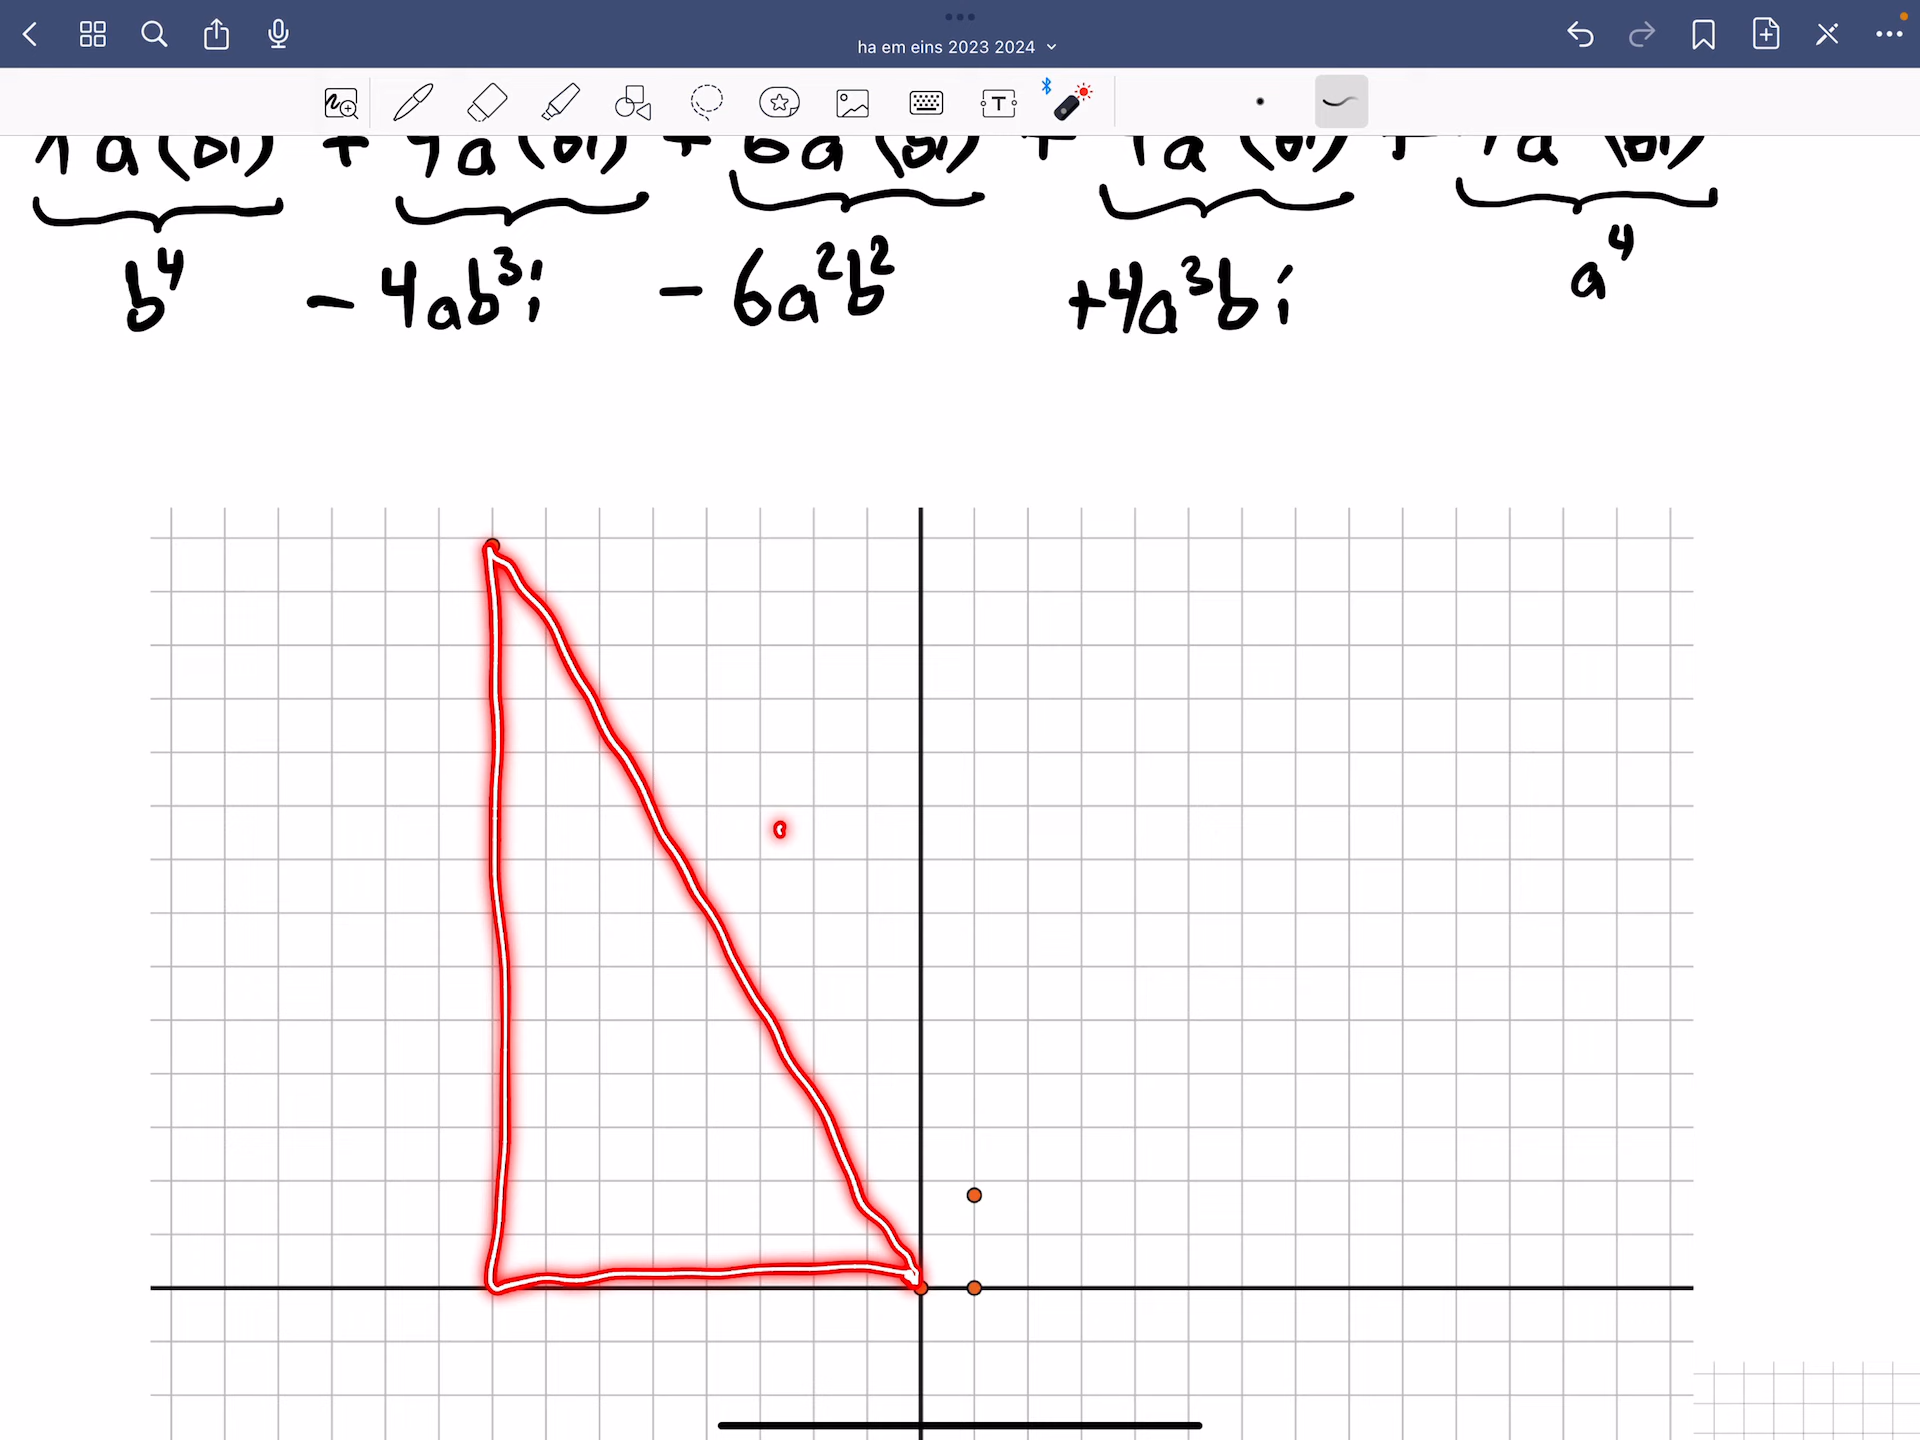 ha em eins 2023 2024
T
b⁴ - 4ab³i - 6a²b² +4a³bi a⁴